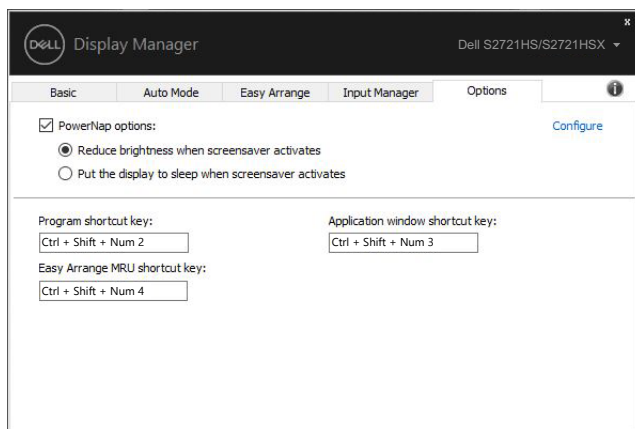 x
DELL Display Manager Dell S2721HS/S2721HSX
Basic Auto Mode Easy Arrange Input Manager Options
PowerNap options: Configure
Reduce brightness when screensaver activates
Put the display to sleep when screensaver activates
Program shortcut key: Application window shortcut key:
Ctrl + Shift + Num 2 Ctrl + Shift + Num 3
Easy Arrange MRU shortcut key:
Ctrl + Shift + Num 4